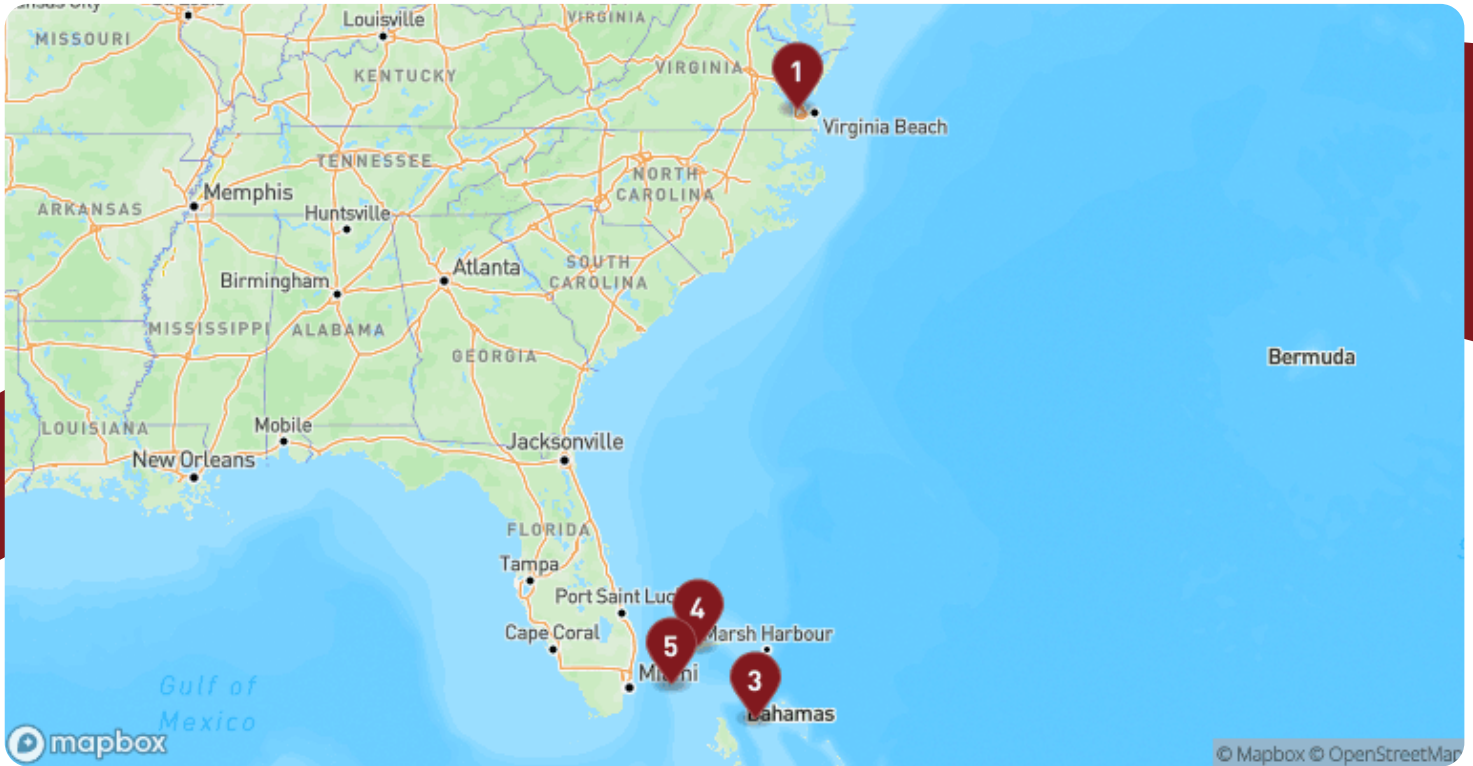 Louisville
VIRGINIA
MISSOURI
KENTUCKY
VIRGINIA
1
Virginia Beach
TENNESSEE
NORTH
CAROLINA
Memphis
ARKANSAS
Huntsville
Atlanta
SOUTH
CAROLINA
Birmingham
MISSISSIPPI
ALABAMA
GEORGIA
Bermuda
LOUISIANA
Mobile
Jacksonville
New Orleans
FLORIDA
Tampa
Port Saint Luc
4
Cape Coral
Marsh Harbour
5
Miami
3
Gulf of
Mexico
Bahamas
mapbox
© Mapbox © OpenStreetMap